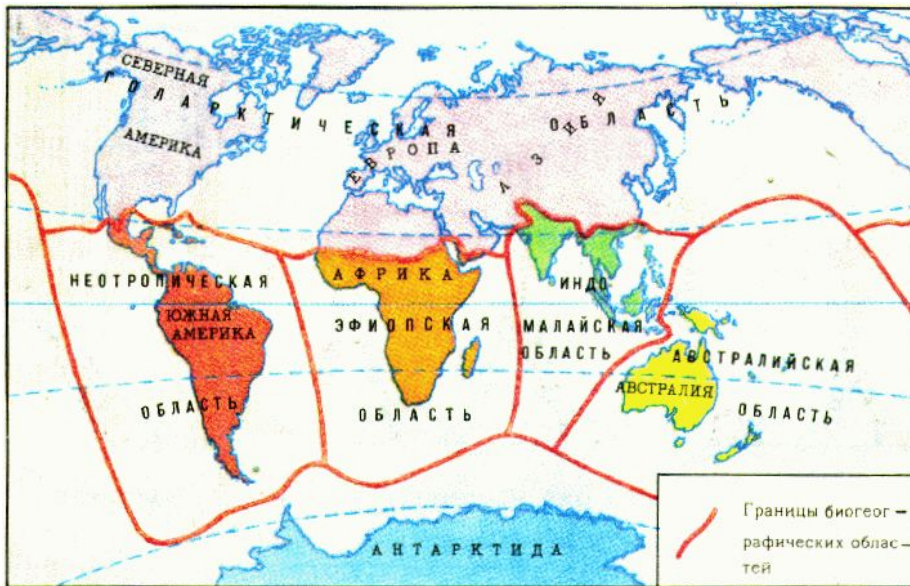 СЕВЕРНАЯ
АМЕРИКА
ГОЛАРКТИЧЕСКАЯ ОБЛАСТЬ
ЕВРОПА
АЗИЯ
НЕОТРОПИЧЕСКАЯ
ОБЛАСТЬ
ЮЖНАЯ
АМЕРИКА
АФРИКА
ЭФИОПСКАЯ
ОБЛАСТЬ
ИНДО
МАЛАЙСКАЯ
ОБЛАСТЬ
АВСТРАЛИЙСКАЯ
ОБЛАСТЬ
АВСТРАЛИЯ
АНТАРКТИДА
Границы биогеог –
рафических облас –
тей